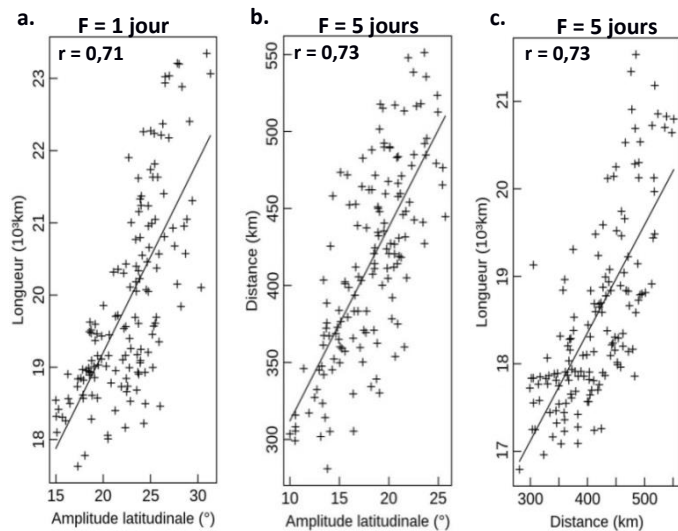 a.
F = 1 jour
r = 0,71
Longueur (10³km)
23
22
21
20
19
18
15 20 25 30
Amplitude latitudinale (°)
b.
F = 5 jours
r = 0,73
Distance (km)
550
500
450
400
350
300
10 15 20 25
Amplitude latitudinale (°)
c.
F = 5 jours
r = 0,73
Longueur (10³km)
21
20
19
18
17
300 400 500
Distance (km)